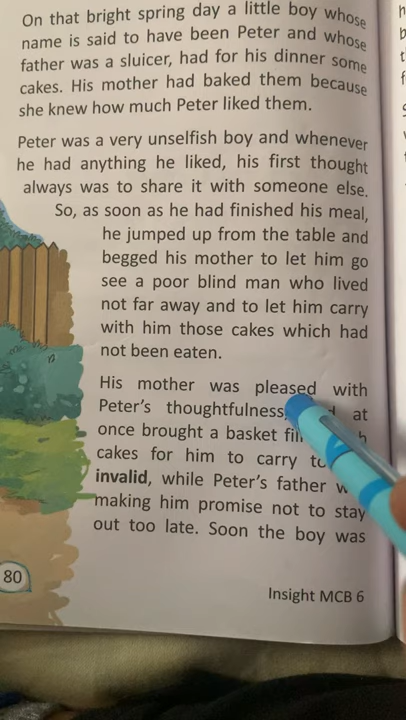 On that bright spring day a little boy whose
name is said to have been Peter and whose
father was a sluicer, had for his dinner some
cakes. His mother had baked them because
she knew how much Peter liked them.
Peter was a very unselfish boy and whenever
he had anything he liked, his first thought
always was to share it with someone else.
So, as soon as he had finished his meal,
he jumped up from the table and
begged his mother to let him go
see a poor blind man who lived
not far away and to let him carry
with him those cakes which had
not been eaten.
His mother was pleased with
Peter's thoughtfulness, at
once brought a basket
cakes for him to carry
invalid, while Peter's father
making him promise not to stay
out too late. Soon the boy was
80
Insight MCB 6